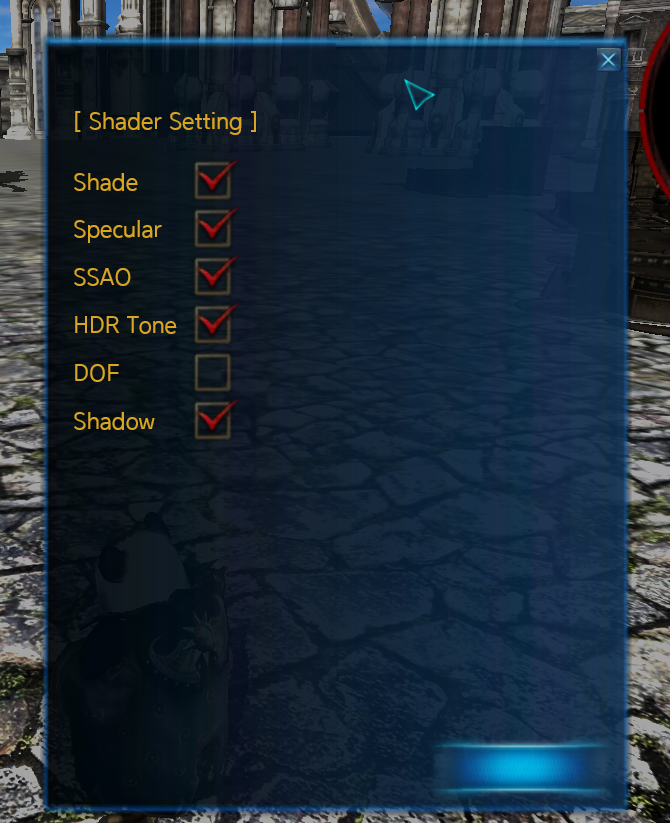 [ Shader Setting ]
Shade
Specular
SSAO
HDR Tone
DOF
Shadow